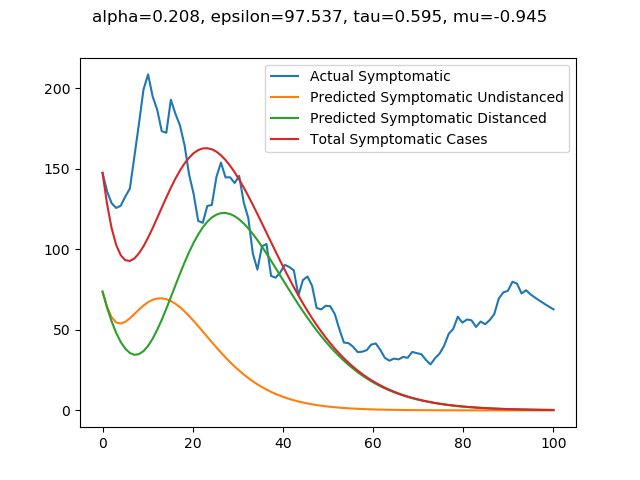 alpha=0.208, epsilon=97.537, tau=0.595, mu=-0.945
Actual Symptomatic
Predicted Symptomatic Undistanced
Predicted Symptomatic Distanced
Total Symptomatic Cases
200
150
100
50
0
0 20 40 60 80 100